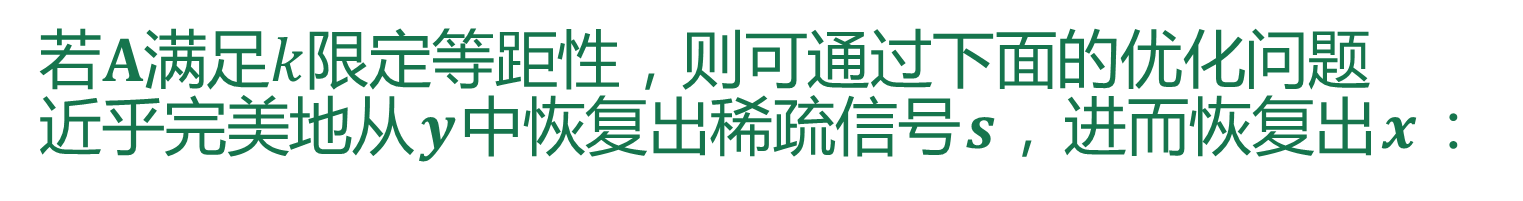 若A满足k限定等距性，则可通过下面的优化问题
近乎完美地从y中恢复出稀疏信号s，进而恢复出x：